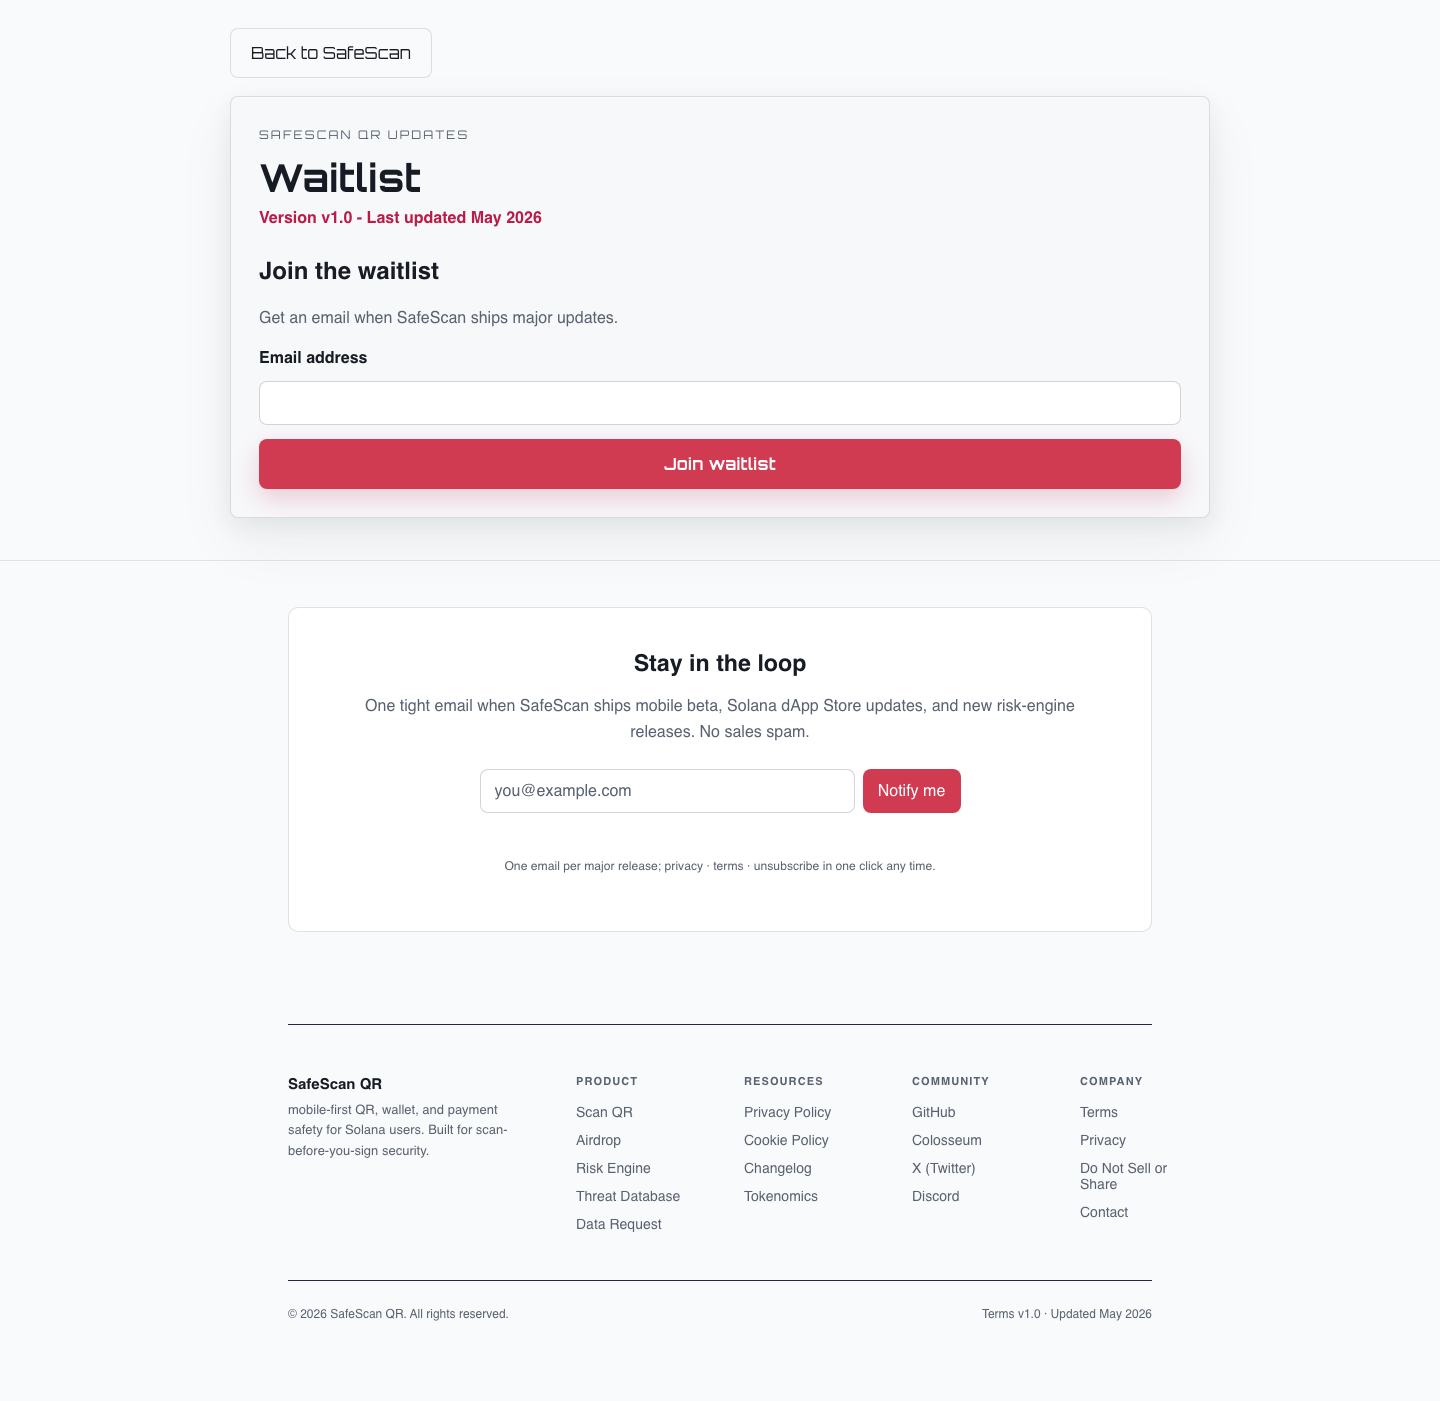 Back to SafeScan
SAFESCAN QR UPDATES
Waitlist
Version v1.0 - Last updated May 2026
Join the waitlist
Get an email when SafeScan ships major updates.
Email address
Join waitlist
Stay in the loop
One tight email when SafeScan ships mobile beta, Solana dApp Store updates, and new risk-engine
releases. No sales spam.
you@example.com
Notify me
One email per major release; privacy · terms · unsubscribe in one click any time.
SafeScan QR
mobile-first QR, wallet, and payment
safety for Solana users. Built for scan-
before-you-sign security.
PRODUCT
Scan QR
Airdrop
Risk Engine
Threat Database
Data Request
RESOURCES
Privacy Policy
Cookie Policy
Changelog
Tokenomics
COMMUNITY
GitHub
Colosseum
X (Twitter)
Discord
COMPANY
Terms
Privacy
Do Not Sell or
Share
Contact
© 2026 SafeScan QR. All rights reserved.
Terms v1.0 · Updated May 2026